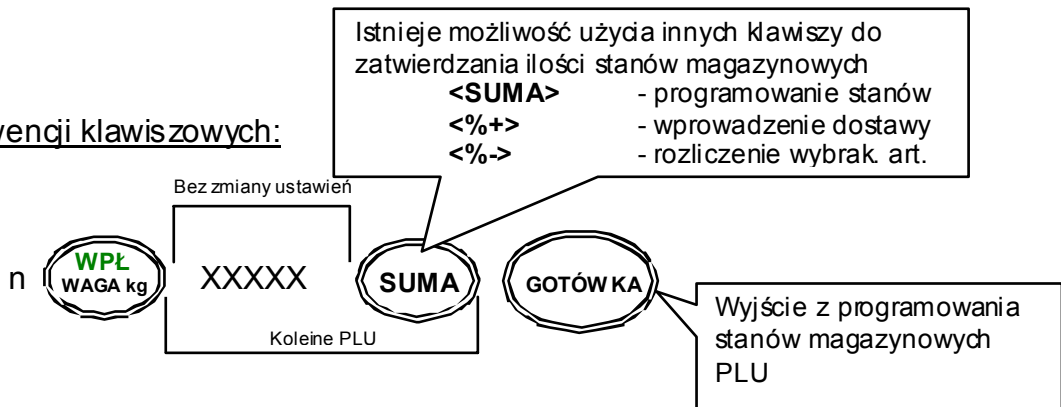 Istnieje możliwość użycia innych klawiszy do
zatwierdzania ilości stanów magazynowych
<SUMA> - programowanie stanów
<%+> - wprowadzenie dostawy
<%-> - rozliczenie wybrak. art.
klawiszowych:
Bez zmiany ustawień
n WPŁ
WAGA kg XXXXX SUMA GOTÓWKA
Koleine PLU
Wyjście z programowania
stanów magazynowych
PLU